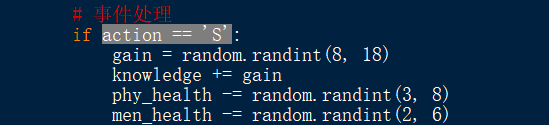 # 事件处理
if action == 'S':
gain = random.randint(8, 18)
knowledge += gain
phy_health -= random.randint(3, 8)
men_health -= random.randint(2, 6)